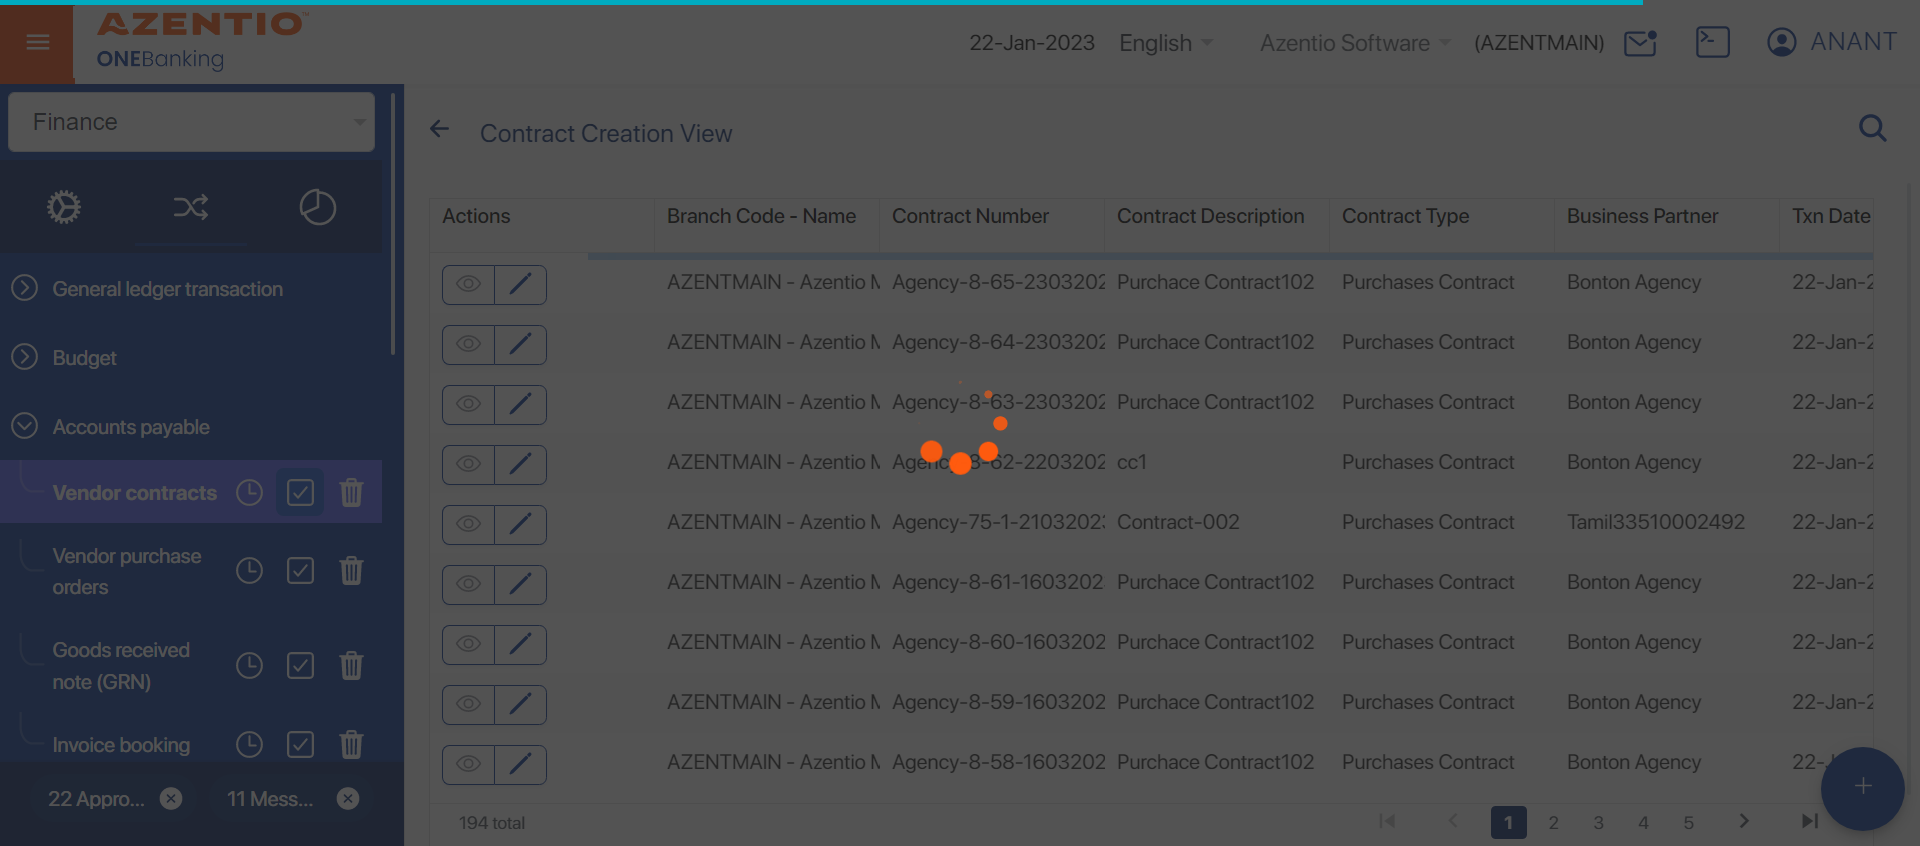 AZENTIO
ONEBanking
22-Jan-2023 English Azentio Software (AZENTMAIN) ANANT
Finance
General ledger transaction
Budget
Accounts payable
Vendor contracts
Vendor purchase
orders
Goods received
note (GRN)
Invoice booking
22 Appro...
11 Mess...
Contract Creation View
Actions Branch Code - Name Contract Number Contract Description Contract Type Business Partner Txn Date
AZENTMAIN - Azentio M Agency-8-65-2303202 Purchace Contract102 Purchases Contract Bonton Agency 22-Jan-2
AZENTMAIN - Azentio M Agency-8-64-2303202 Purchace Contract102 Purchases Contract Bonton Agency 22-Jan-2
AZENTMAIN - Azentio M Agency-8-63-2303202 Purchace Contract102 Purchases Contract Bonton Agency 22-Jan-2
AZENTMAIN - Azentio M Agency-8-62-2203202 cc1 Purchases Contract Bonton Agency 22-Jan-2
AZENTMAIN - Azentio M Agency-75-1-2103202 Contract-002 Purchases Contract Tamil33510002492 22-Jan-2
AZENTMAIN - Azentio M Agency-8-61-1603202 Purchace Contract102 Purchases Contract Bonton Agency 22-Jan-2
AZENTMAIN - Azentio M Agency-8-60-1603202 Purchace Contract102 Purchases Contract Bonton Agency 22-Jan-2
AZENTMAIN - Azentio M Agency-8-59-1603202 Purchace Contract102 Purchases Contract Bonton Agency 22-Jan-2
AZENTMAIN - Azentio M Agency-8-58-1603202 Purchace Contract102 Purchases Contract Bonton Agency 22-J
194 total 1 2 3 4 5